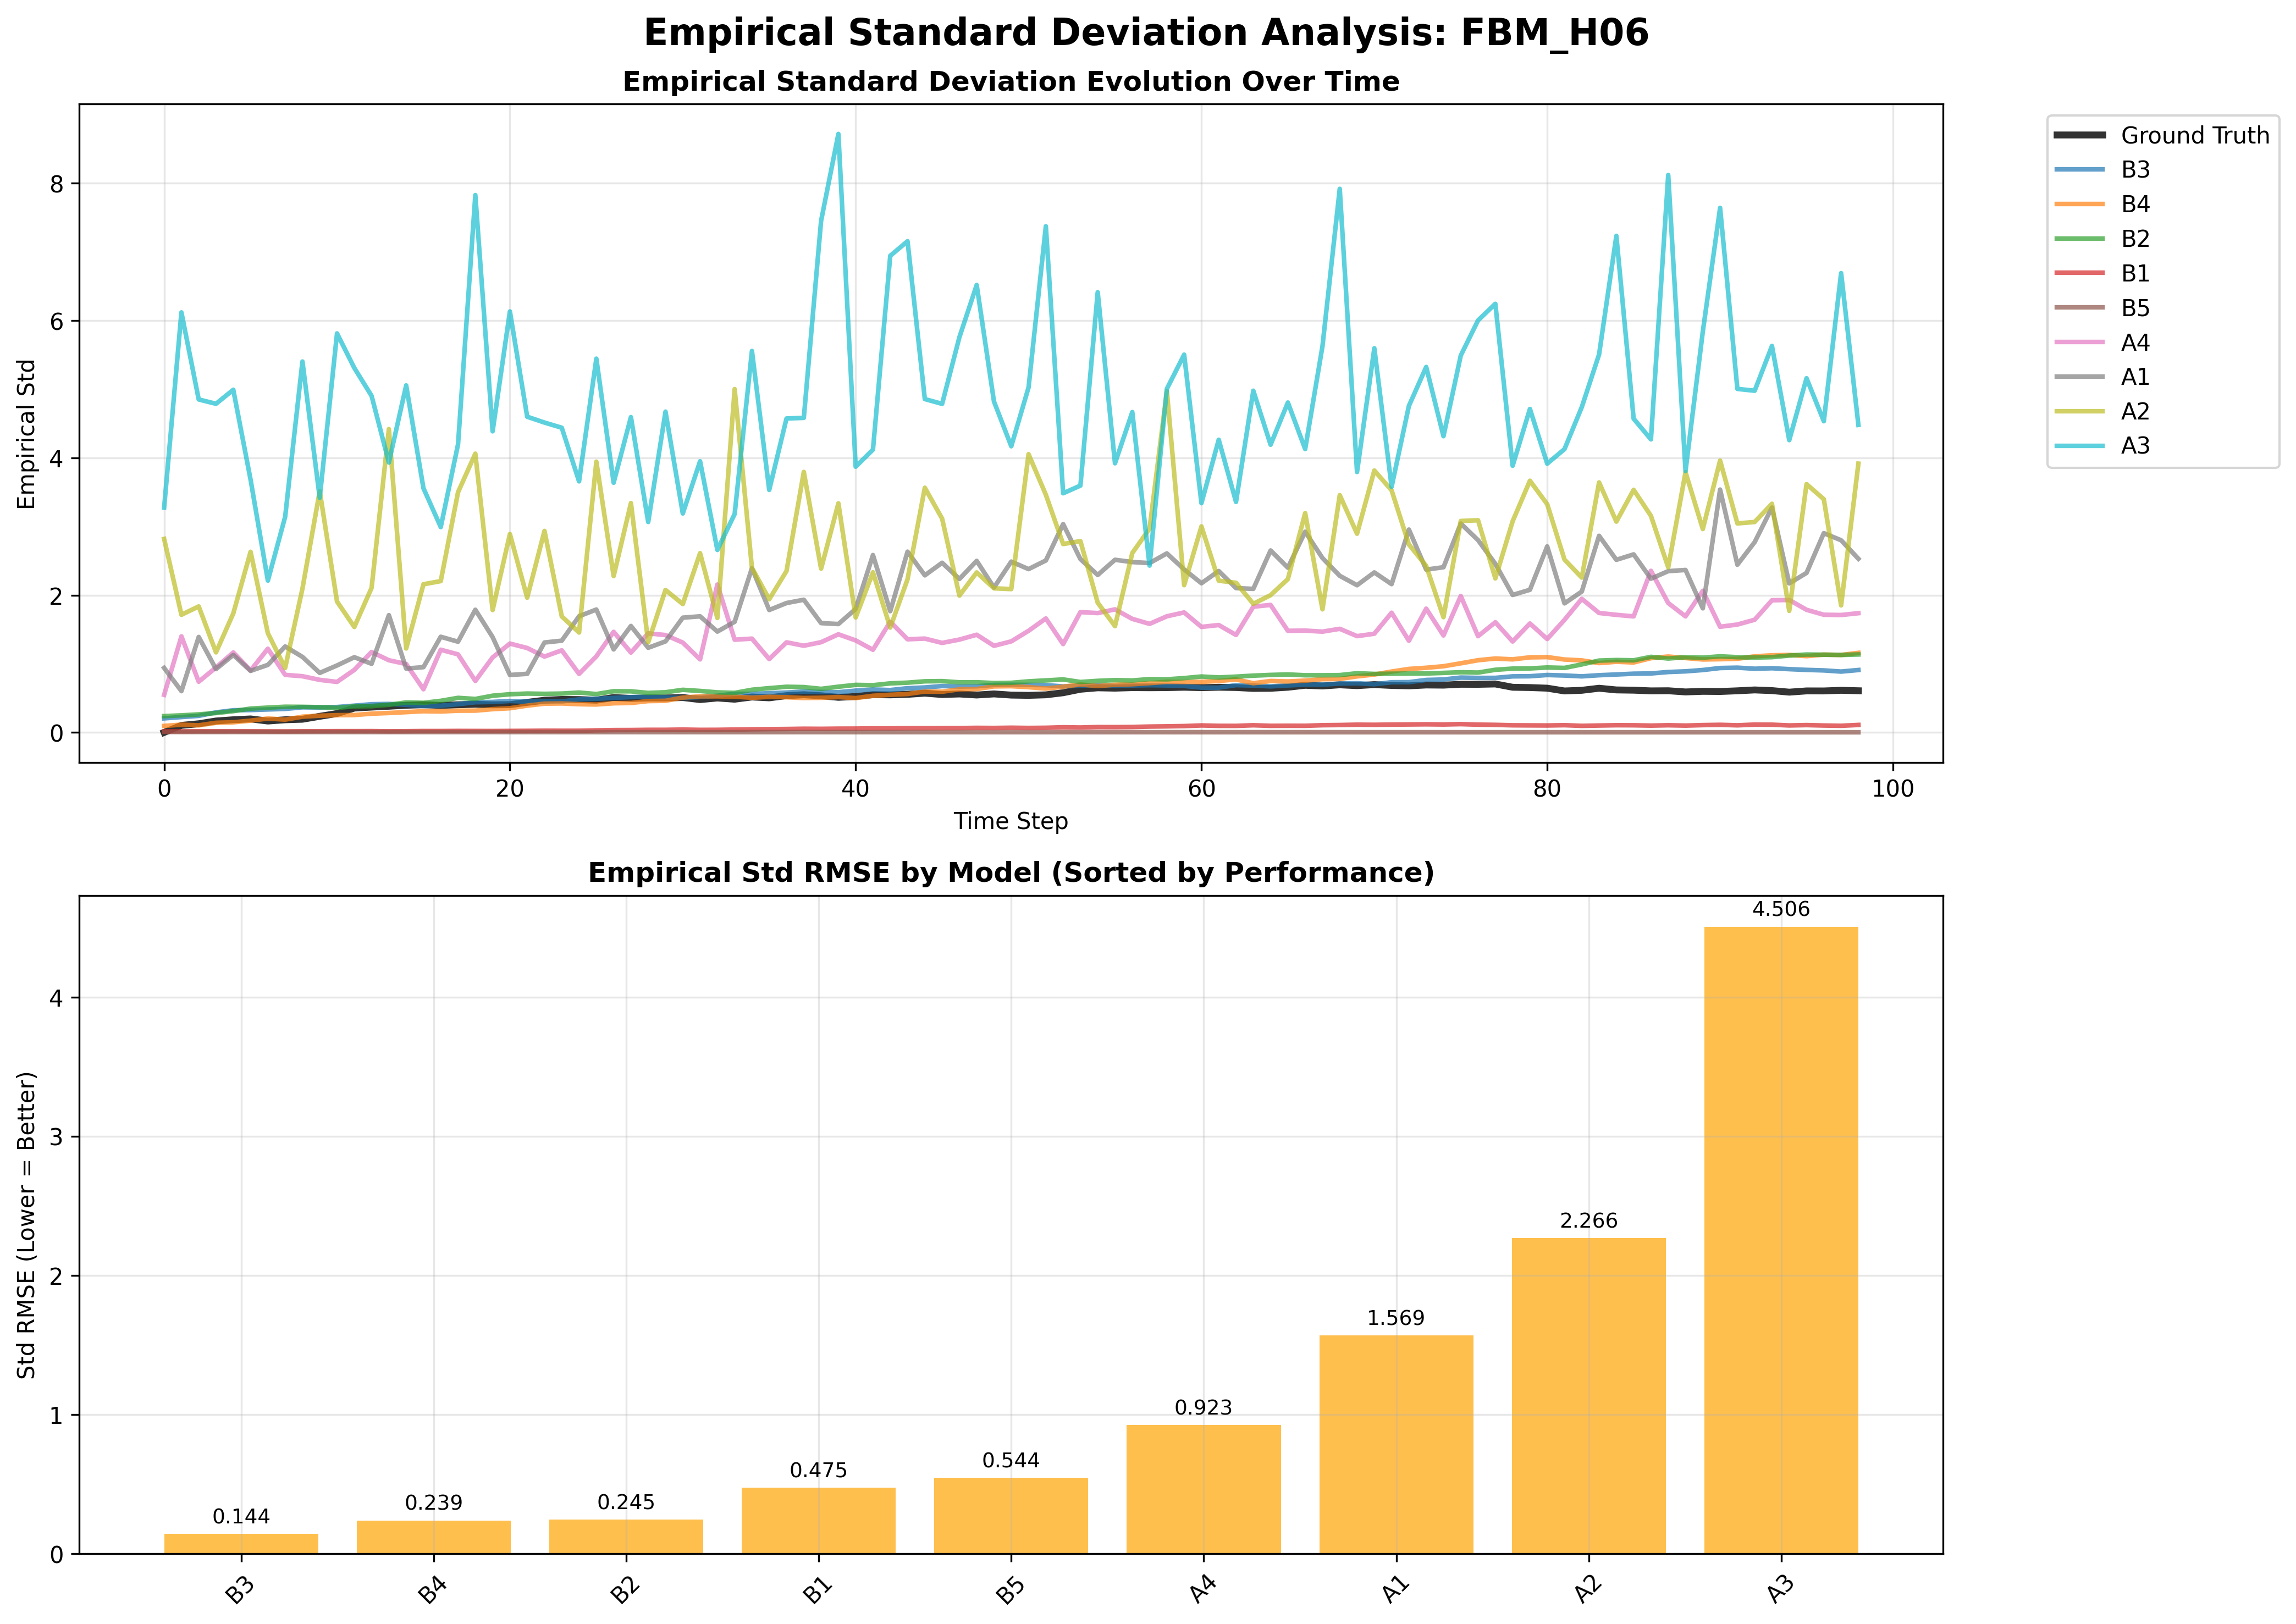 Empirical Standard Deviation Analysis: FBM_H06
Empirical Standard Deviation Evolution Over Time
Empirical Std
8
6
4
2
0
0 20 40 60 80 100
Time Step
Ground Truth
B3
B4
B2
B1
B5
A4
A1
A2
A3
Empirical Std RMSE by Model (Sorted by Performance)
Std RMSE (Lower = Better)
4
3
2
1
0
0.144
0.239
0.245
0.475
0.544
0.923
1.569
2.266
4.506
B3 B4 B2 B1 B5 A4 A1 A2 A3